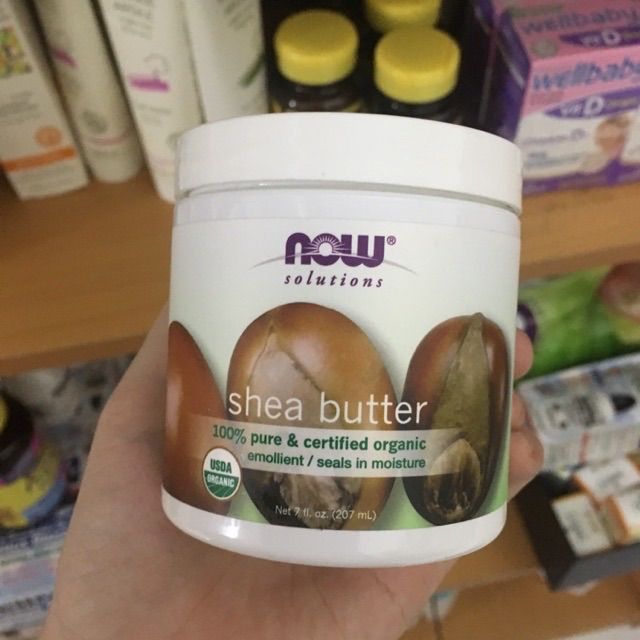 wellbaby
D
wellbaby
D
NOW®
solutions
shea butter
100% pure & certified organic
emollient / seals in moisture
USDA
ORGANIC
Net 7 fl. oz. (207 mL)